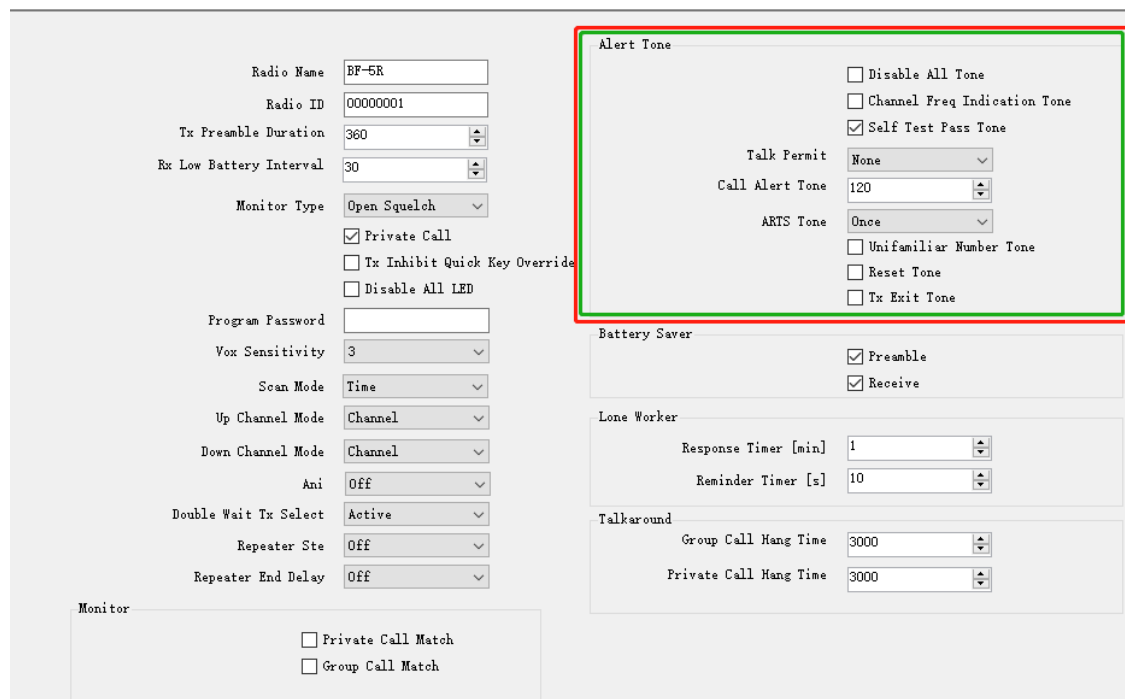 Radio Name BF-5R
Radio ID 00000001
Tx Preamble Duration 360
Rx Low Battery Interval 30
Monitor Type Open Squelch
Private Call
Tx Inhibit Quick Key Override
Disable All LED
Program Password
Vox Sensitivity 3
Scan Mode Time
Up Channel Mode Channel
Down Channel Mode Channel
Ani Off
Double Wait Tx Select Active
Repeater Ste Off
Repeater End Delay Off
Monitor
Private Call Match
Group Call Match
Alert Tone
Disable All Tone
Channel Freq Indication Tone
Self Test Pass Tone
Talk Permit None
Call Alert Tone 120
ARTS Tone Once
Unifamiliar Number Tone
Reset Tone
Tx Exit Tone
Battery Saver
Preamble
Receive
Lone Worker
Response Timer [min] 1
Reminder Timer [s] 10
Talkaround
Group Call Hang Time 3000
Private Call Hang Time 3000